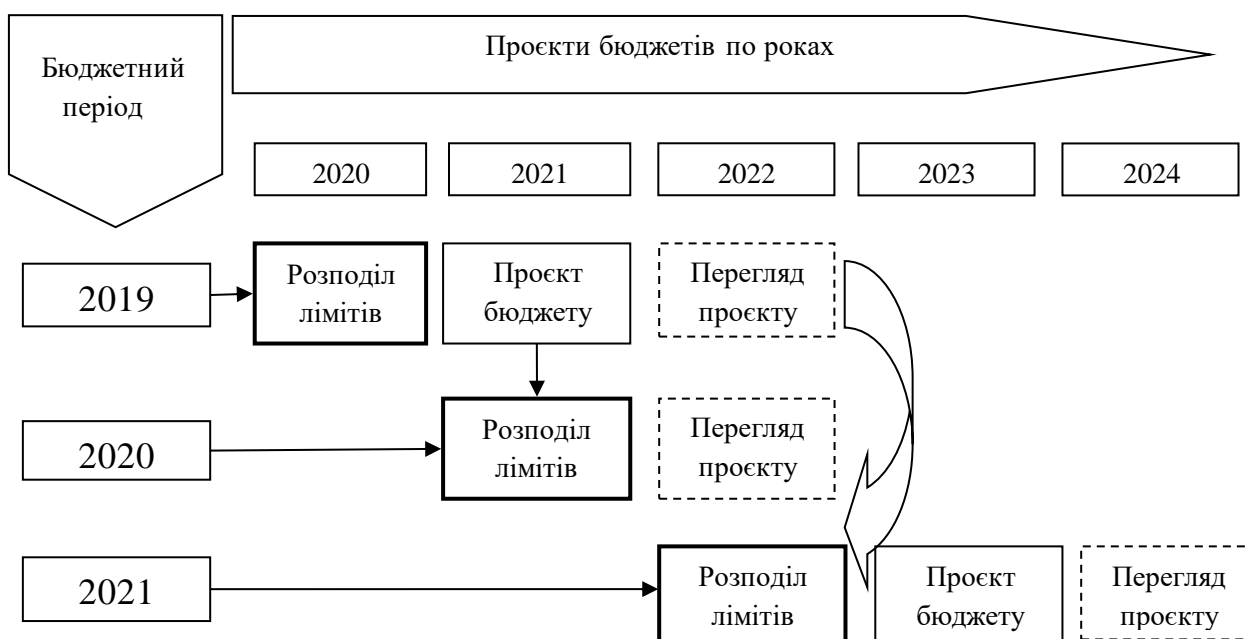 Проєкти бюджетів по роках
Бюджетний
період
2020 2021 2022 2023 2024
2019
Розподіл
лімітів
Проєкт
бюджету
Перегляд
проєкту
2020
Розподіл
лімітів
Перегляд
проєкту
2021
Розподіл
лімітів
Проєкт
бюджету
Перегляд
проєкту